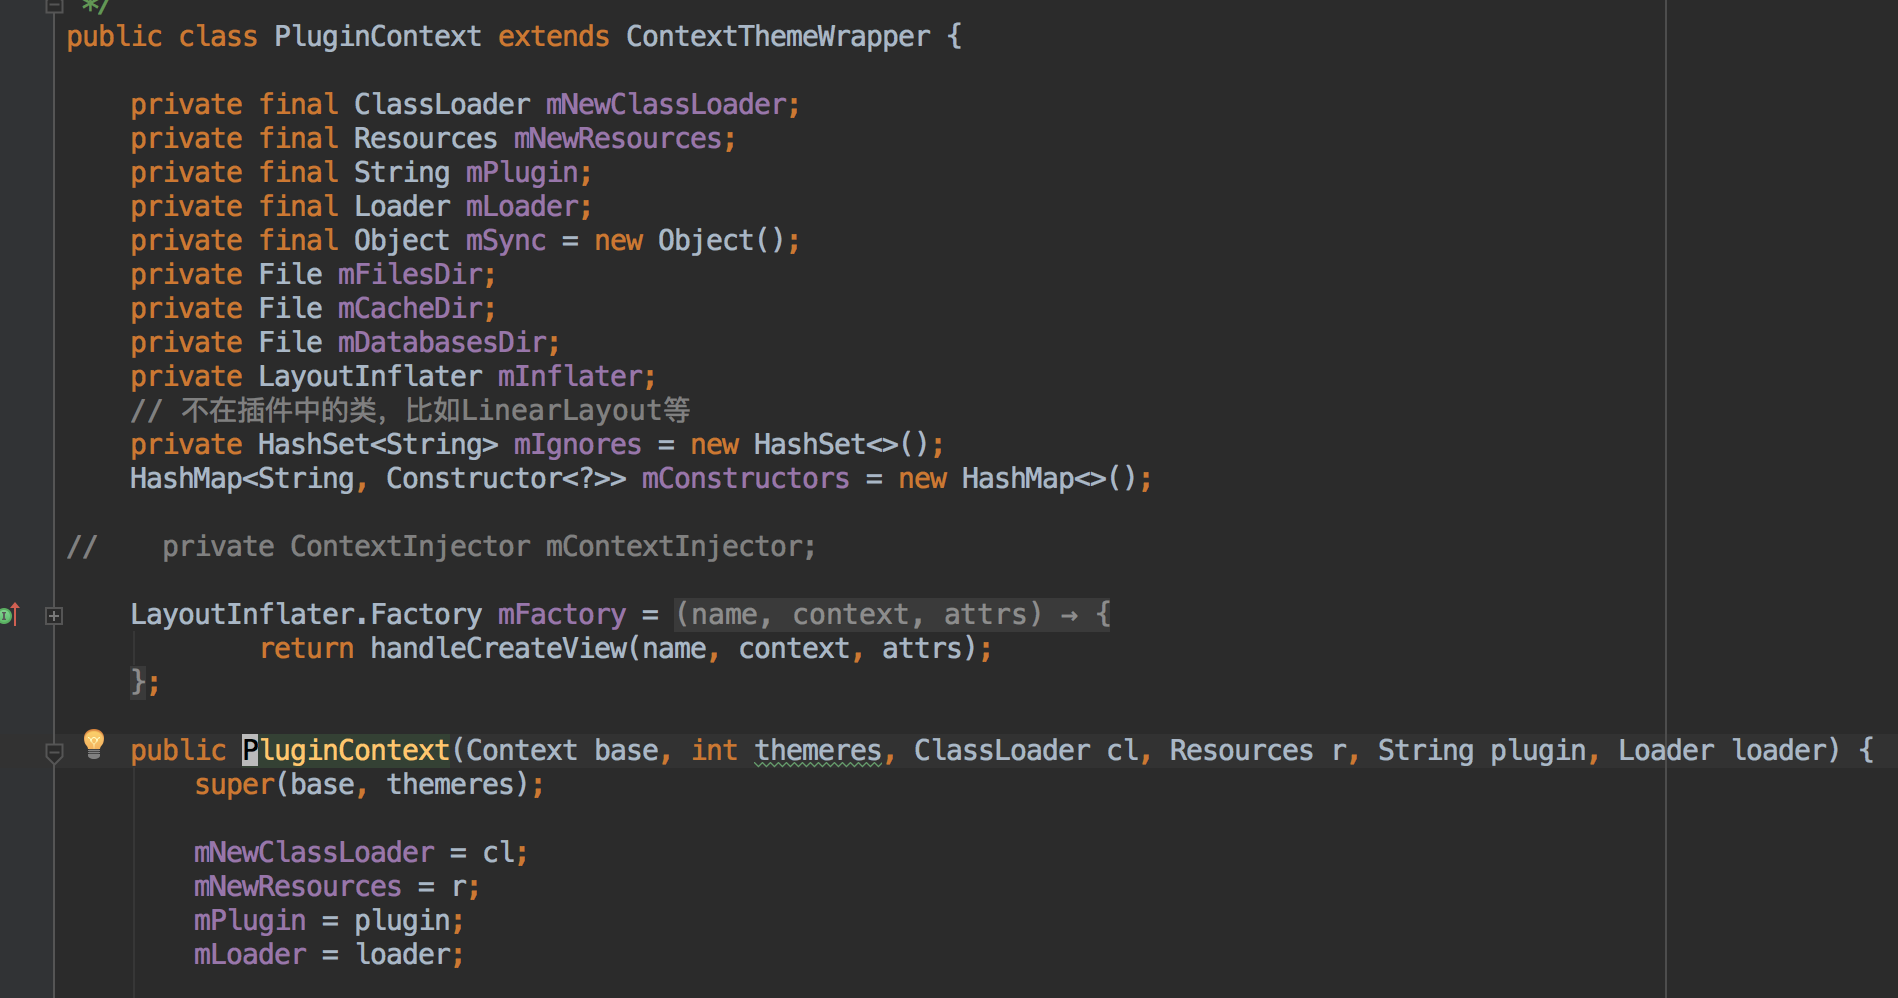 */
public class PluginContext extends ContextThemeWrapper {
private final ClassLoader mNewClassLoader;
private final Resources mNewResources;
private final String mPlugin;
private final Loader mLoader;
private final Object mSync = new Object();
private File mFilesDir;
private File mCacheDir;
private File mDatabasesDir;
private LayoutInflater mInflater;
// 不在插件中的类，比如LinearLayout等
private HashSet<String> mIgnores = new HashSet<>();
HashMap<String, Constructor<?>> mConstructors = new HashMap<>();
//    private ContextInjector mContextInjector;
LayoutInflater.Factory mFactory = (name, context, attrs) → {
return handleCreateView(name, context, attrs);
};
public PluginContext(Context base, int themeres, ClassLoader cl, Resources r, String plugin, Loader loader) {
super(base, themeres);
mNewClassLoader = cl;
mNewResources = r;
mPlugin = plugin;
mLoader = loader;